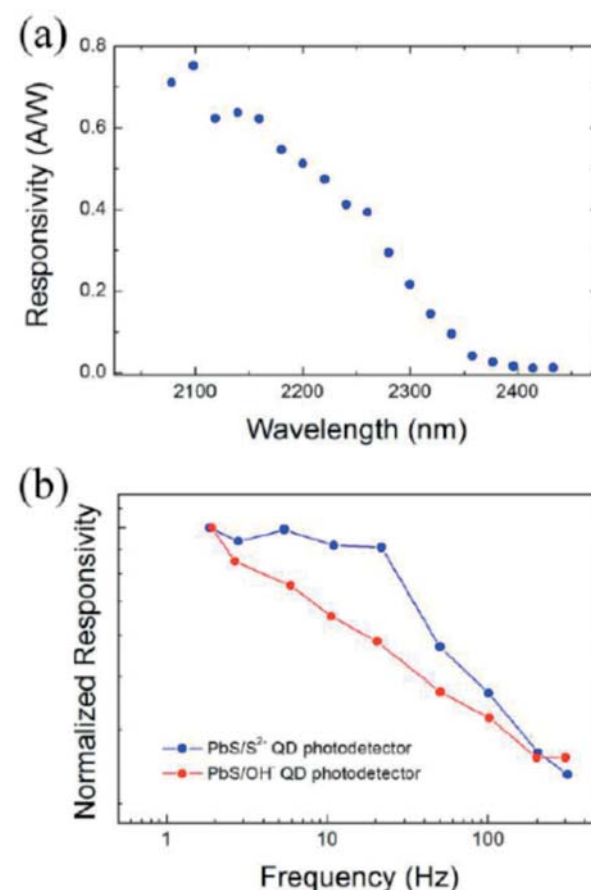 (a)
0.8
0.6
0.4
0.2
0.0
Responsivity (A/W)
2100 2200 2300 2400
Wavelength (nm)
(b)
Normalized Responsivity
PbS/S²⁻ QD photodetector
PbS/OH⁻ QD photodetector
1 10 100
Frequency (Hz)